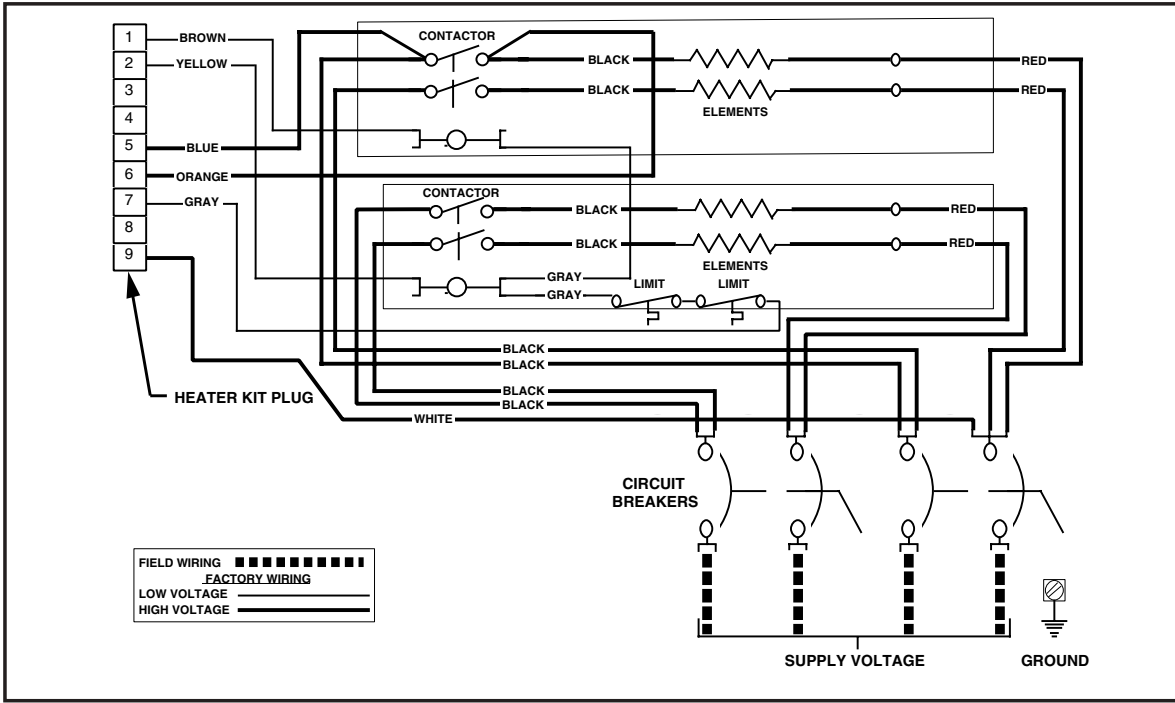 1
BROWN
2
YELLOW
3
4
5
BLUE
6
ORANGE
7
GRAY
8
9
HEATER KIT PLUG
CONTACTOR
BLACK
RED
BLACK
RED
ELEMENTS
CONTACTOR
BLACK
RED
BLACK
RED
ELEMENTS
GRAY
GRAY
LIMIT
LIMIT
BLACK
BLACK
BLACK
BLACK
WHITE
CIRCUIT
BREAKERS
FIELD WIRING
FACTORY WIRING
LOW VOLTAGE
HIGH VOLTAGE
SUPPLY VOLTAGE
GROUND